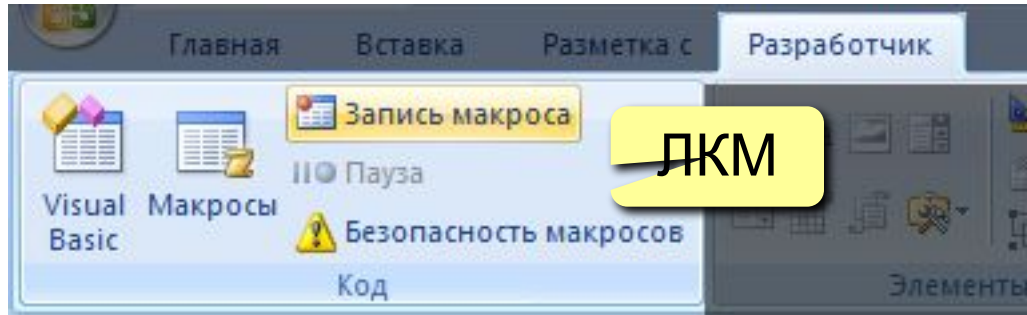 Главная Вставка Разметка с Разработчик
Запись макроса
ЛКМ
Пауза
Visual Basic
Макросы
Безопасность макросов
Код
Элементы